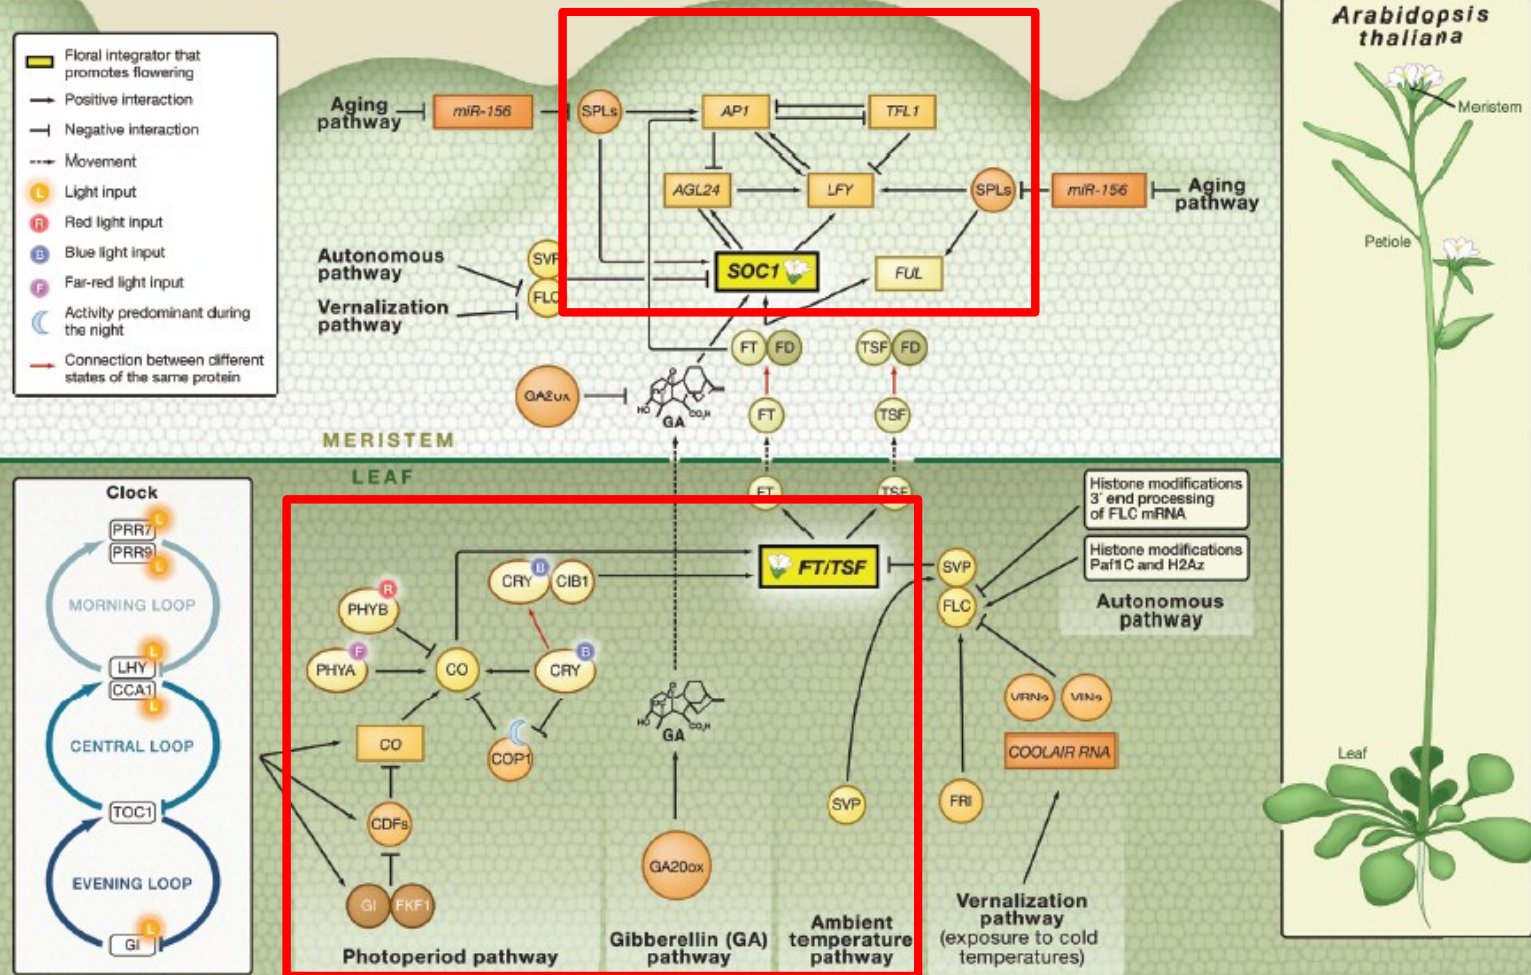 Floral integrator that
promotes flowering
Positive interaction
Negative interaction
Movement
L
Light input
R
Red light input
B
Blue light input
F
Far-red light input
Activity predominant during
the night
Connection between different
states of the same protein
Aging
pathway
miR-156
SPLs
AP1
TFL1
AGL24
LFY
SPLs
miR-156
Aging
pathway
Autonomous
pathway
Vernalization
pathway
SVP
FLC
SOC1
FUL
FT
FD
TSF
FD
GA
FT
TSF
MERISTEM
LEAF
FT
TSF
Clock
PRR7
L
PRR9
L
MORNING LOOP
LHY
L
CCA1
L
CENTRAL LOOP
TOC1
EVENING LOOP
GI
L
PHYB
R
PHYA
F
CO
CRY
B
CIB1
CRY
B
CO
COP1
CDFs
GI
FKF1
Photoperiod pathway
FT/TSF
GA
GA20ox
Gibberellin (GA)
pathway
SVP
Ambient
temperature
pathway
SVP
FLC
Histone modifications
3' end processing
of FLC mRNA
Histone modifications
Paf1C and H2Az
Autonomous
pathway
VRNs
VINs
COOLAIR RNA
FRI
Vernalization
pathway
(exposure to cold
temperatures)
Arabidopsis
thaliana
Meristem
Petiole
Leaf